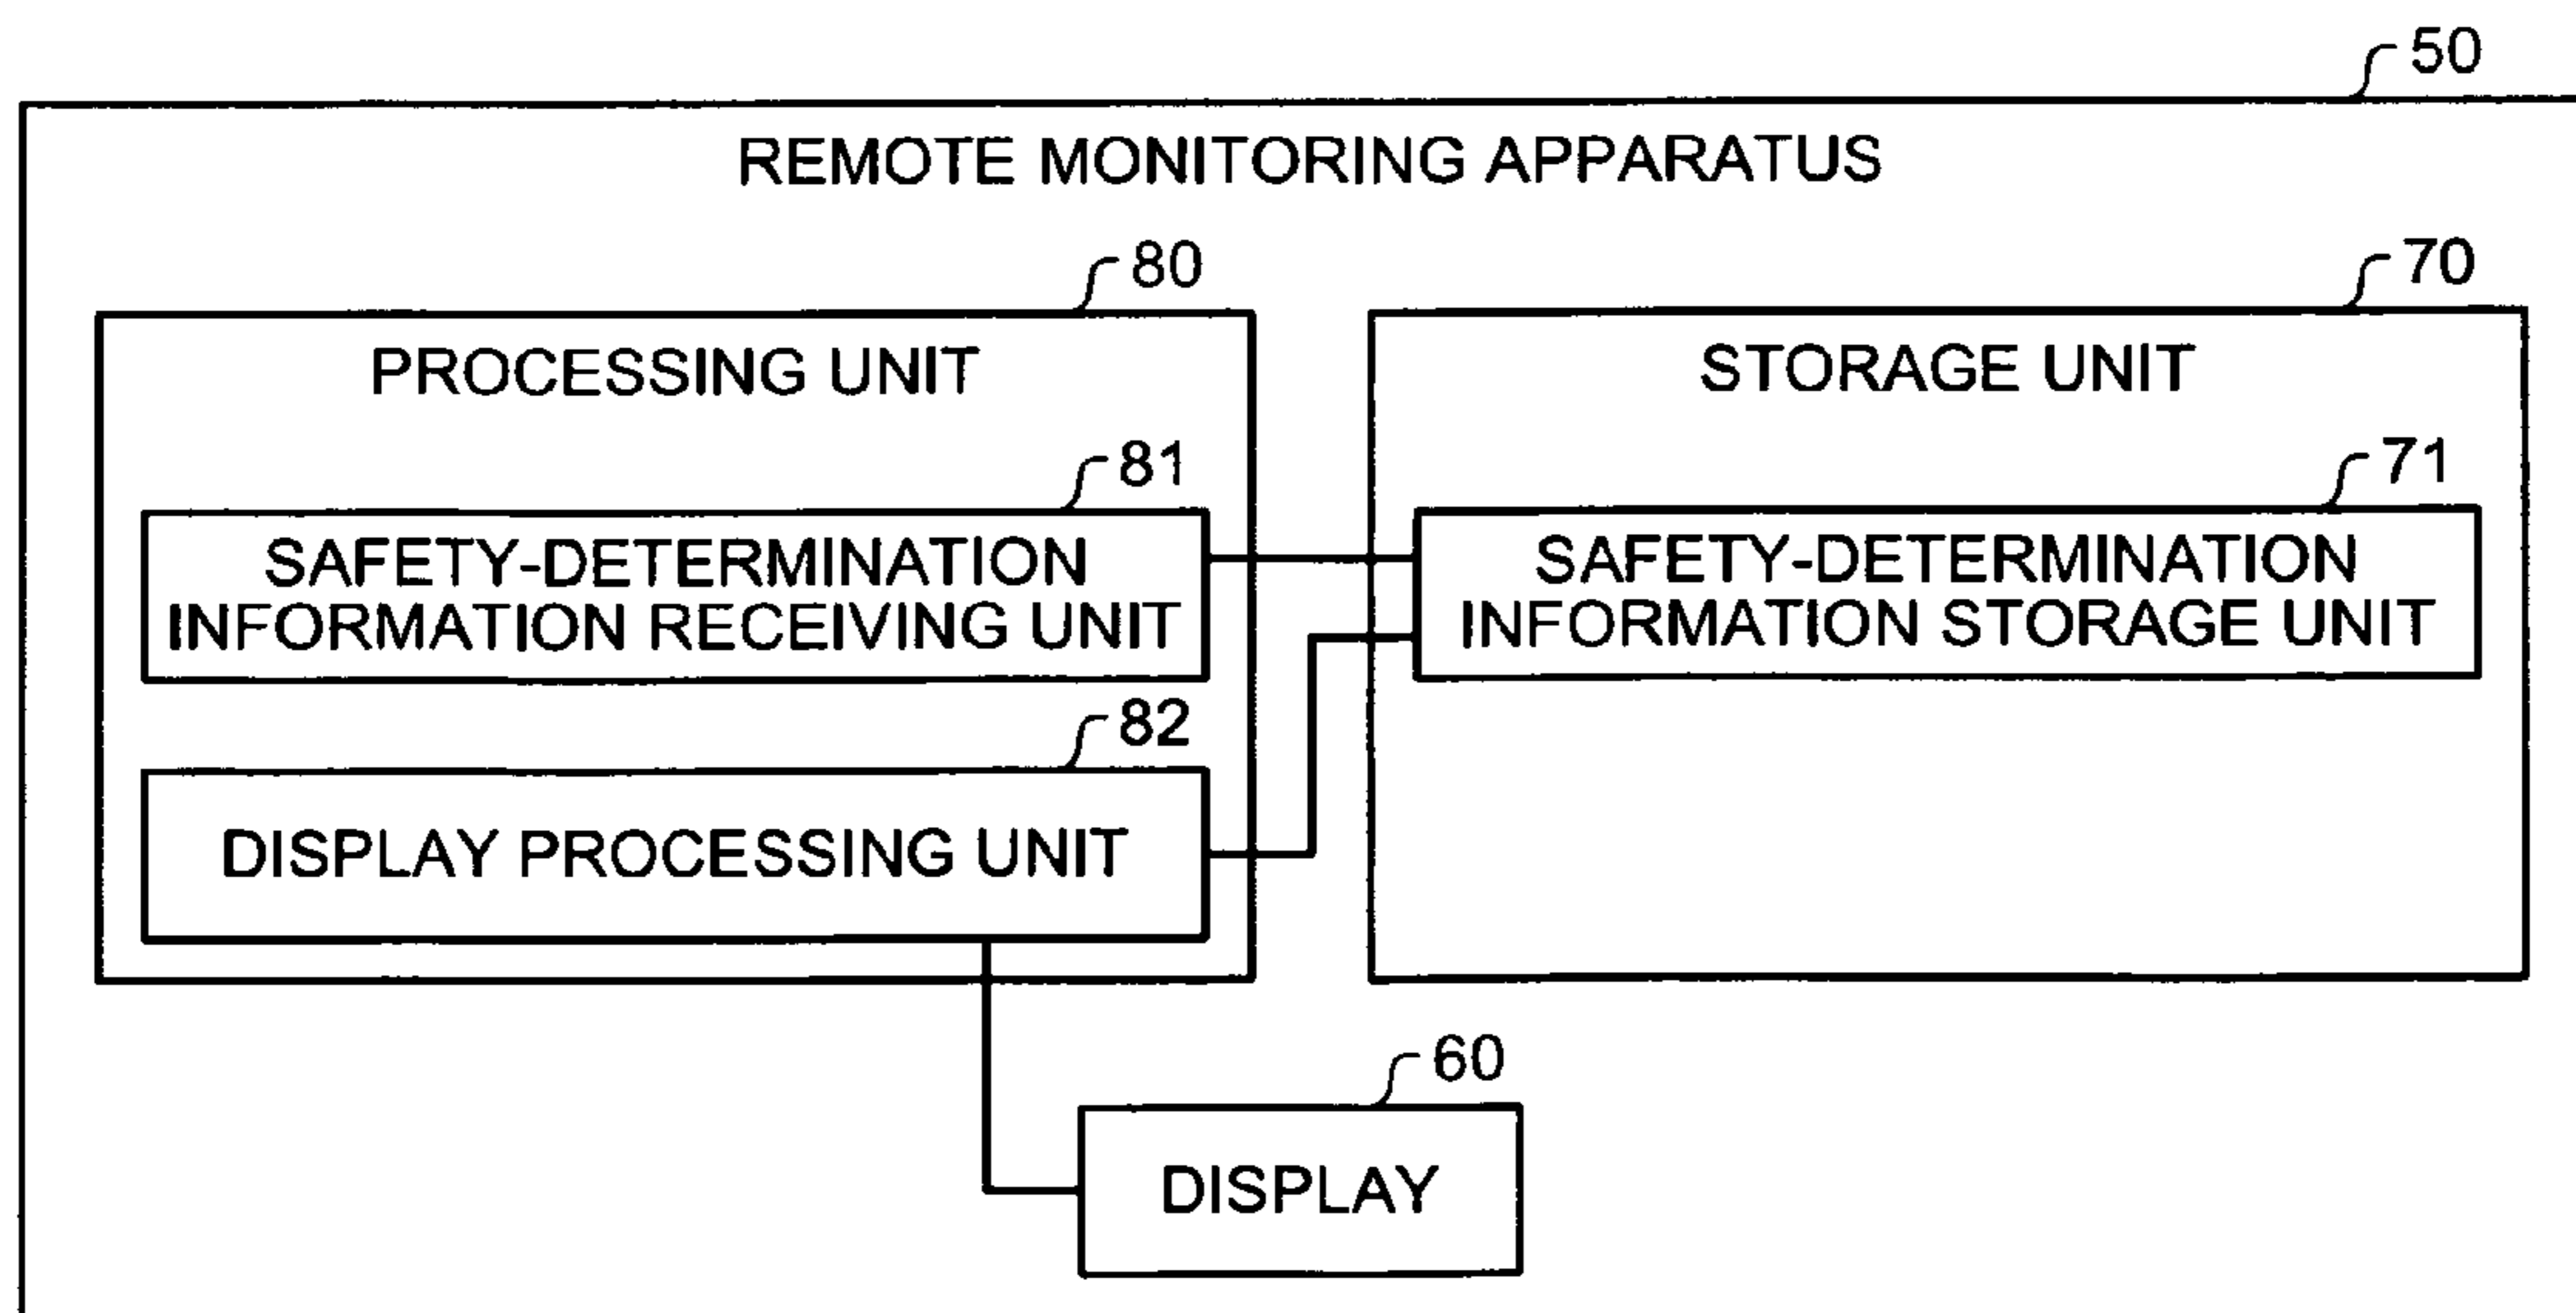 50
REMOTE MONITORING APPARATUS
80
70
PROCESSING UNIT
STORAGE UNIT
81
71
SAFETY-DETERMINATION
INFORMATION RECEIVING UNIT
SAFETY-DETERMINATION
INFORMATION STORAGE UNIT
82
DISPLAY PROCESSING UNIT
60
DISPLAY